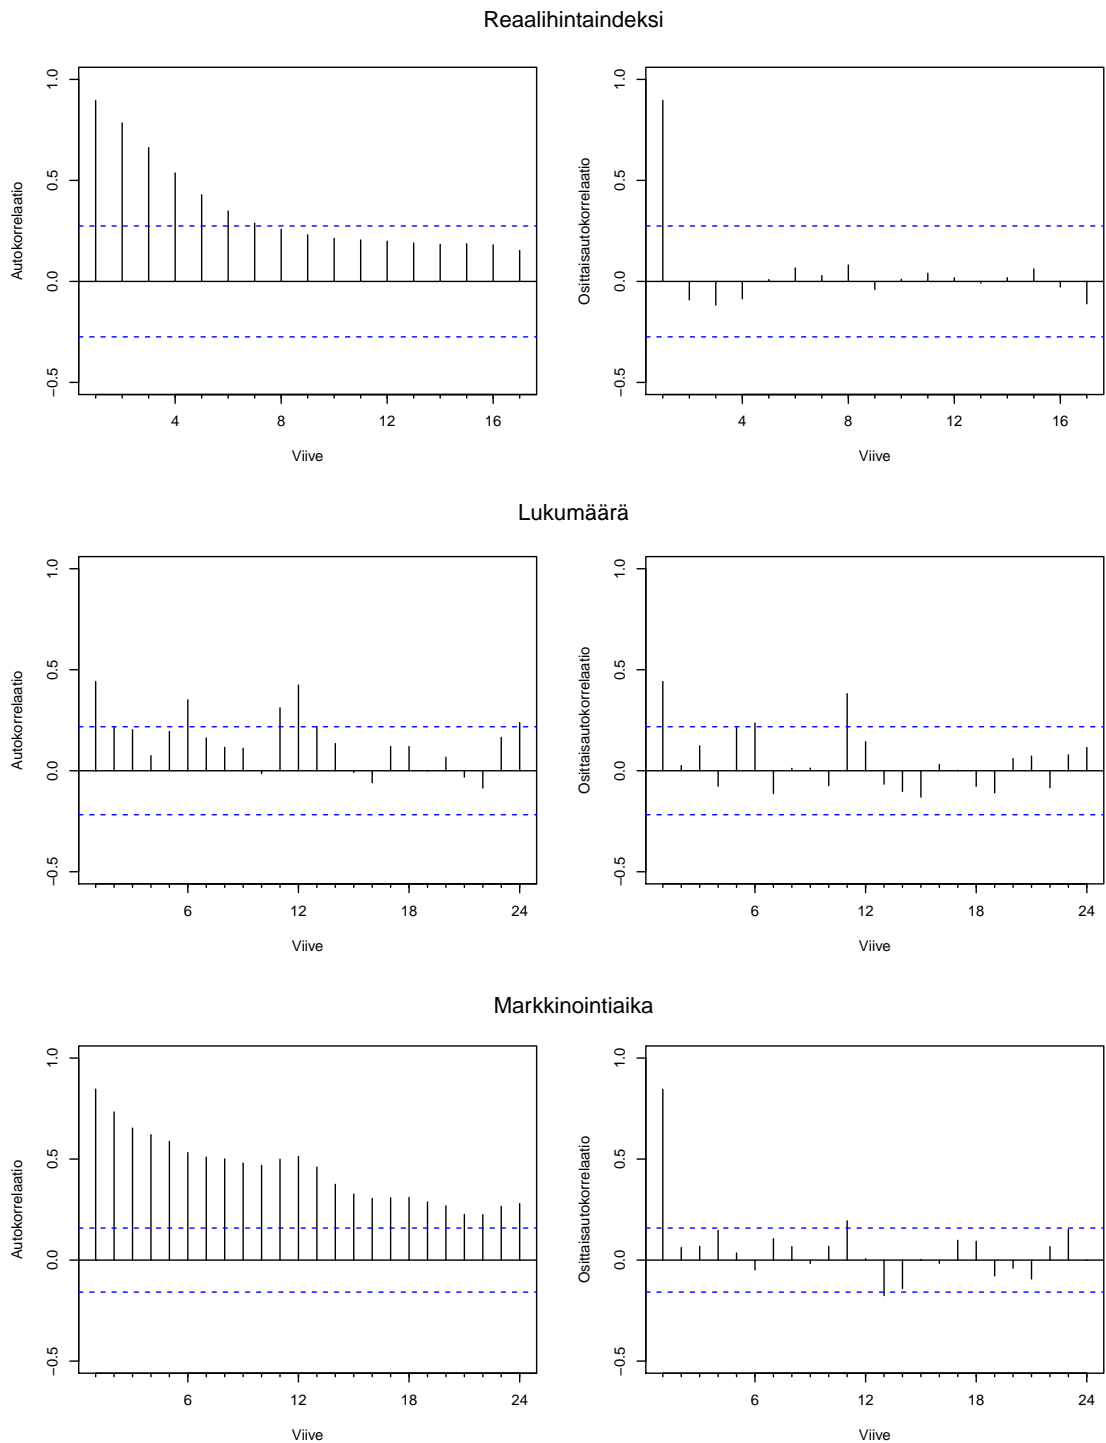 Reaalihintaindeksi
Autokorrelaatio
−0.5 0.0 0.5 1.0
4 8 12 16
Viive
Osittaisautokorrelaatio
−0.5 0.0 0.5 1.0
4 8 12 16
Viive
Lukumäärä
Autokorrelaatio
−0.5 0.0 0.5 1.0
6 12 18 24
Viive
Osittaisautokorrelaatio
−0.5 0.0 0.5 1.0
6 12 18 24
Viive
Markkinointiaika
Autokorrelaatio
−0.5 0.0 0.5 1.0
6 12 18 24
Viive
Osittaisautokorrelaatio
−0.5 0.0 0.5 1.0
6 12 18 24
Viive